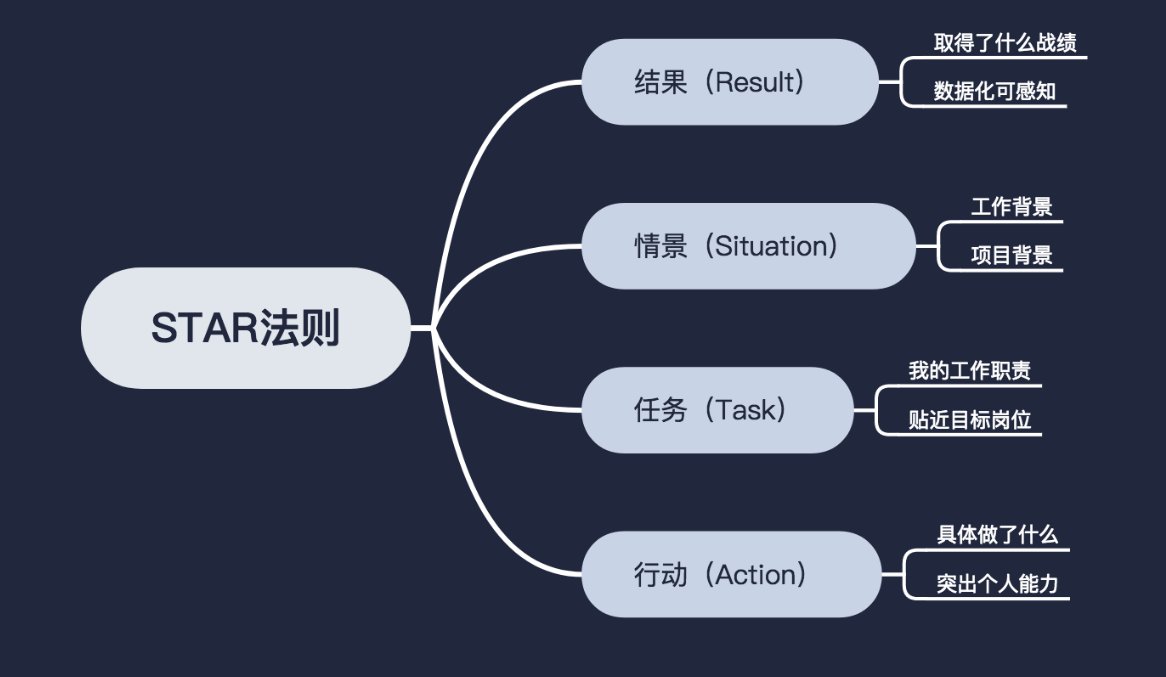 STAR法则
结果（Result）
取得了什么战绩
数据化可感知
情景（Situation）
工作背景
项目背景
任务（Task）
我的工作职责
贴近目标岗位
行动（Action）
具体做了什么
突出个人能力